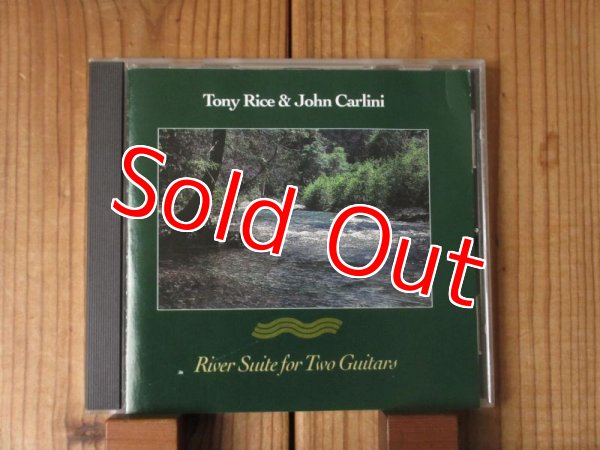 Tony Rice & John Carlini
Sold Out
River Suite for Two Guitars